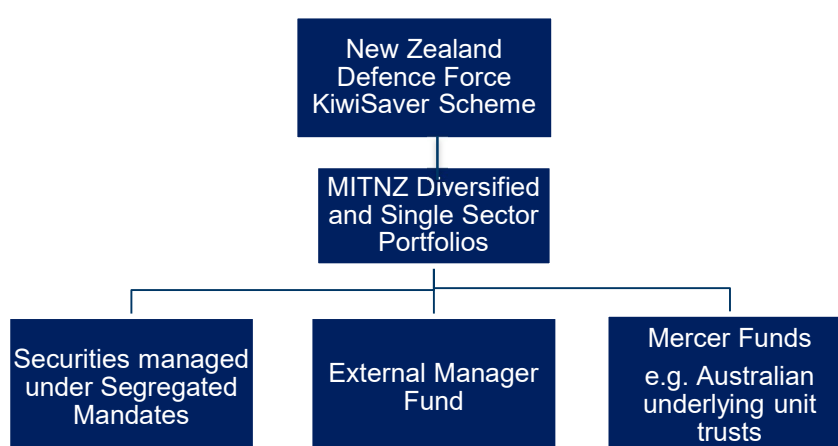 New Zealand
Defence Force
KiwiSaver Scheme
MITNZ Diversified
and Single Sector
Portfolios
Securities managed
under Segregated
Mandates
External Manager
Fund
Mercer Funds
e.g. Australian
underlying unit
trusts